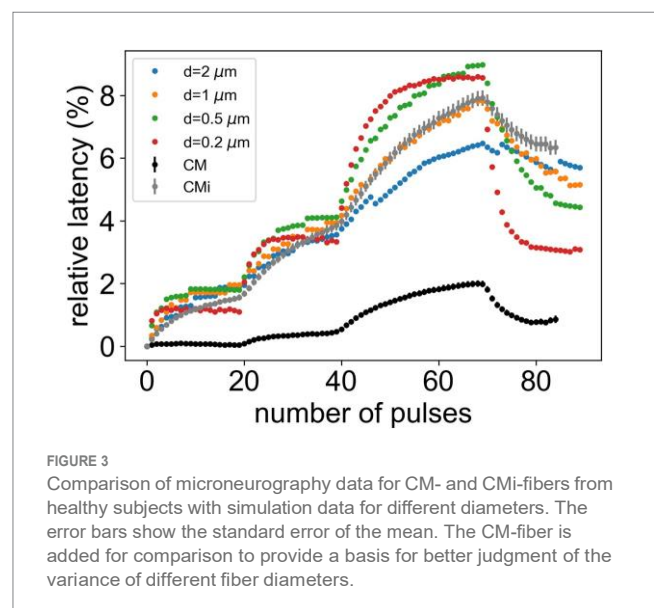 d=2 μm
d=1 μm
d=0.5 μm
d=0.2 μm
CM
CMi
relative latency (%)
8
6
4
2
0
0 20 40 60 80
number of pulses
FIGURE 3
Comparison of microneurography data for CM- and CMi-fibers from
healthy subjects with simulation data for different diameters. The
error bars show the standard error of the mean. The CM-fiber is
added for comparison to provide a basis for better judgment of the
variance of different fiber diameters.